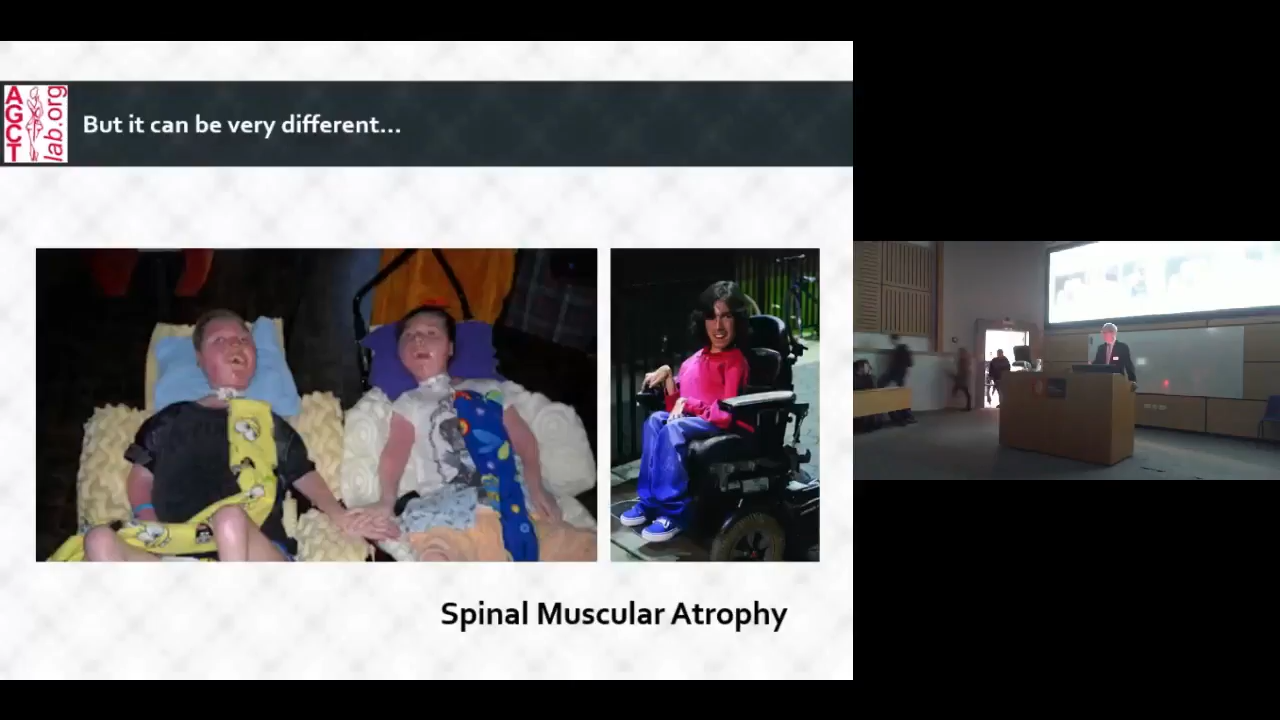 AGCT
lab.org
But it can be very different...
Spinal Muscular Atrophy